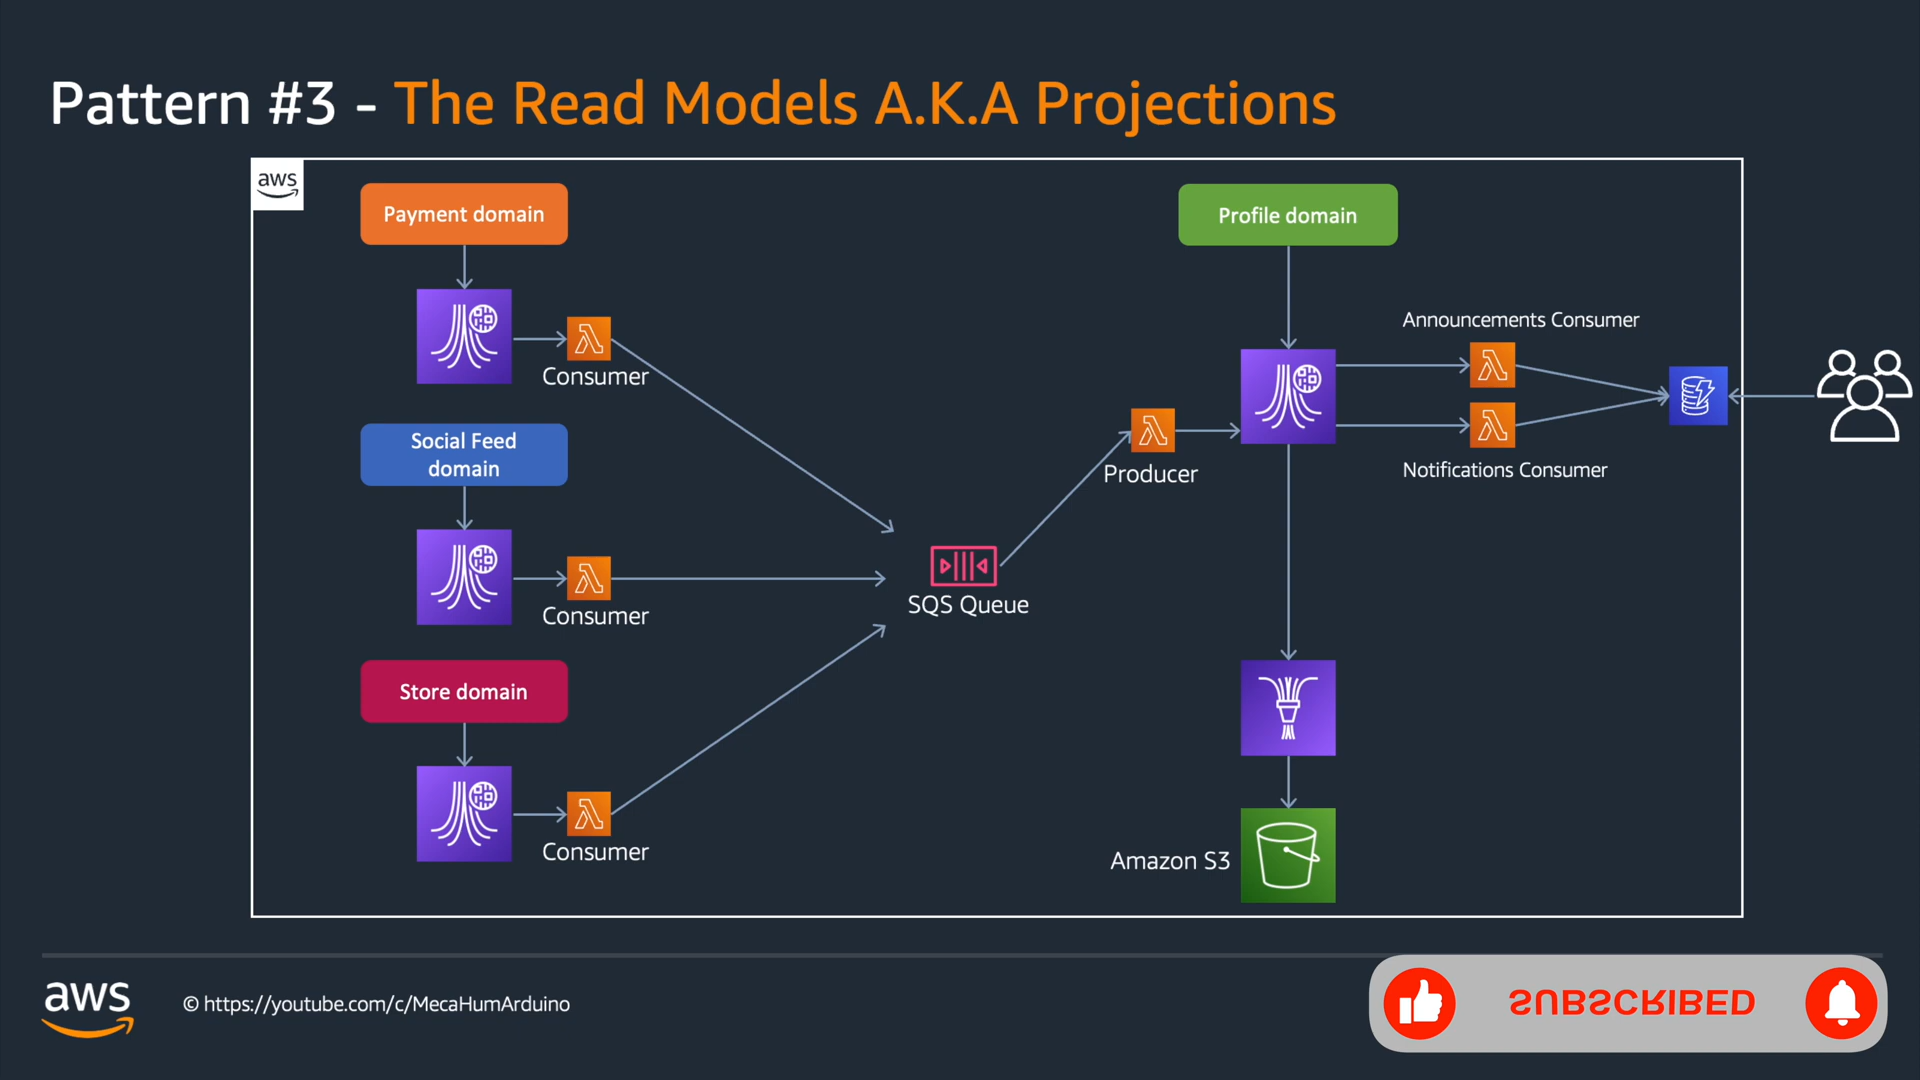 Pattern #3 - The Read Models A.K.A Projections
aws
Payment domain
Profile domain
Announcements Consumer
Consumer
Social Feed
domain
Producer
Notifications Consumer
Consumer
SQS Queue
Store domain
Consumer
Amazon S3
aws
© https://youtube.com/c/MecaHumArduino
SUBSCRIBED